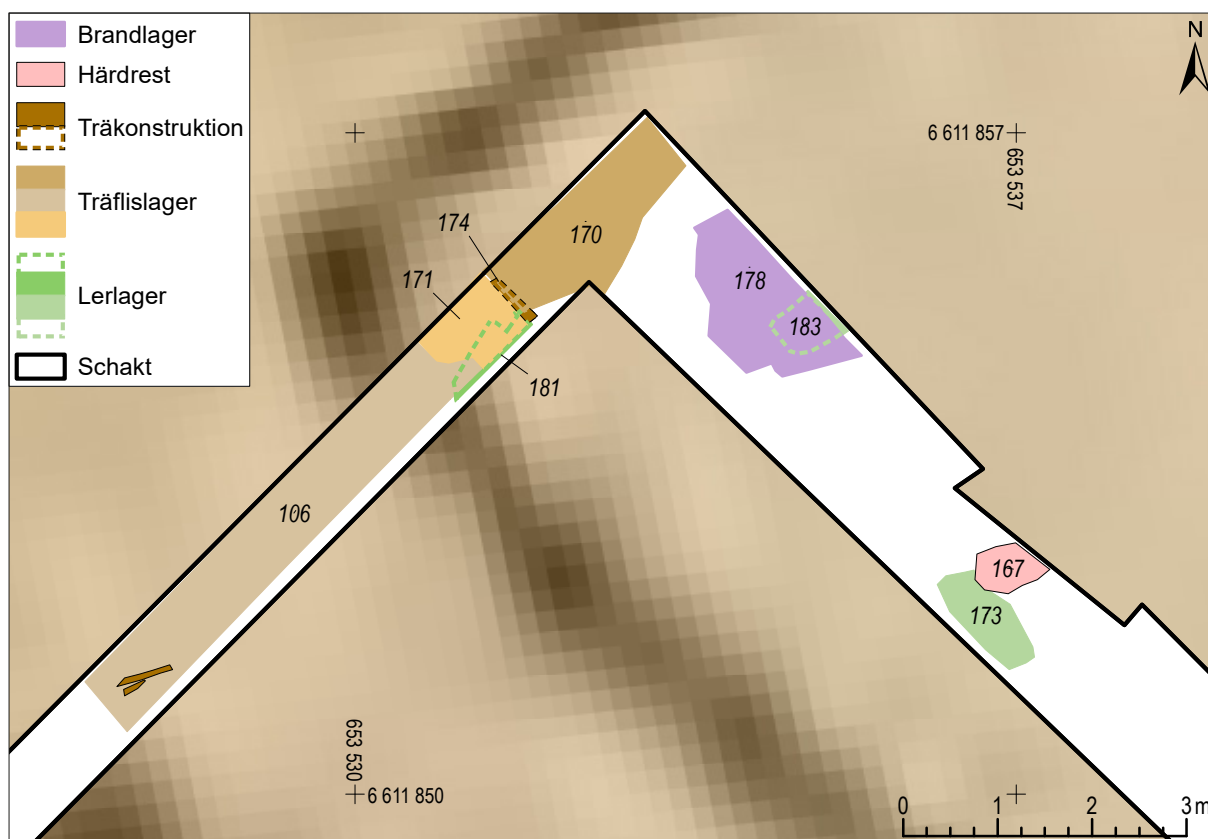 Brandlager
Härdrest
Träkonstruktion
Träflislager
Lerlager
Schakt
N
6 611 857
653 537
174
170
171
178
183
181
106
167
173
653 530
6 611 850
0 1 2 3 m